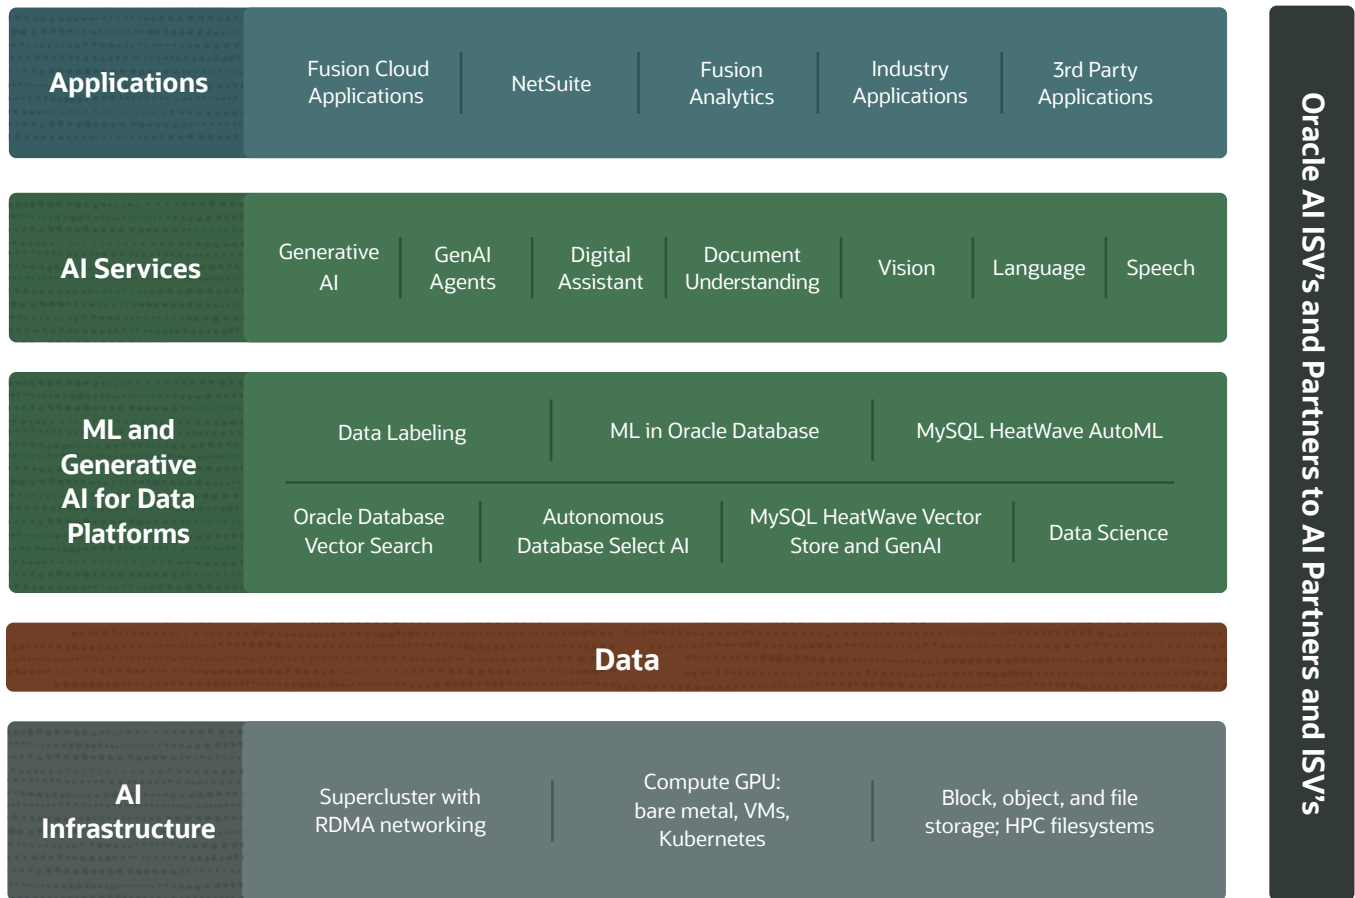 Applications
Fusion Cloud
Applications
NetSuite
Fusion
Analytics
Industry
Applications
3rd Party
Applications
AI Services
Generative
AI
GenAI
Agents
Digital
Assistant
Document
Understanding
Vision
Language
Speech
ML and
Generative
AI for Data
Platforms
Data Labeling
ML in Oracle Database
MySQL HeatWave AutoML
Oracle Database
Vector Search
Autonomous
Database Select AI
MySQL HeatWave Vector
Store and GenAI
Data Science
Data
AI
Infrastructure
Supercluster with
RDMA networking
Compute GPU:
bare metal, VMs,
Kubernetes
Block, object, and file
storage; HPC filesystems
Oracle AI ISV’s and Partners to AI Partners and ISV’s